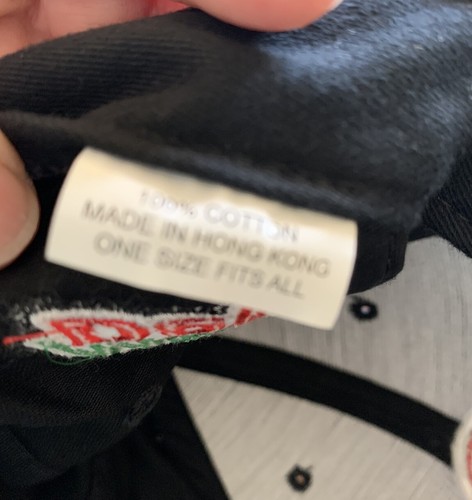 100% COTTON
MADE IN HONG KONG
ONE SIZE FITS ALL